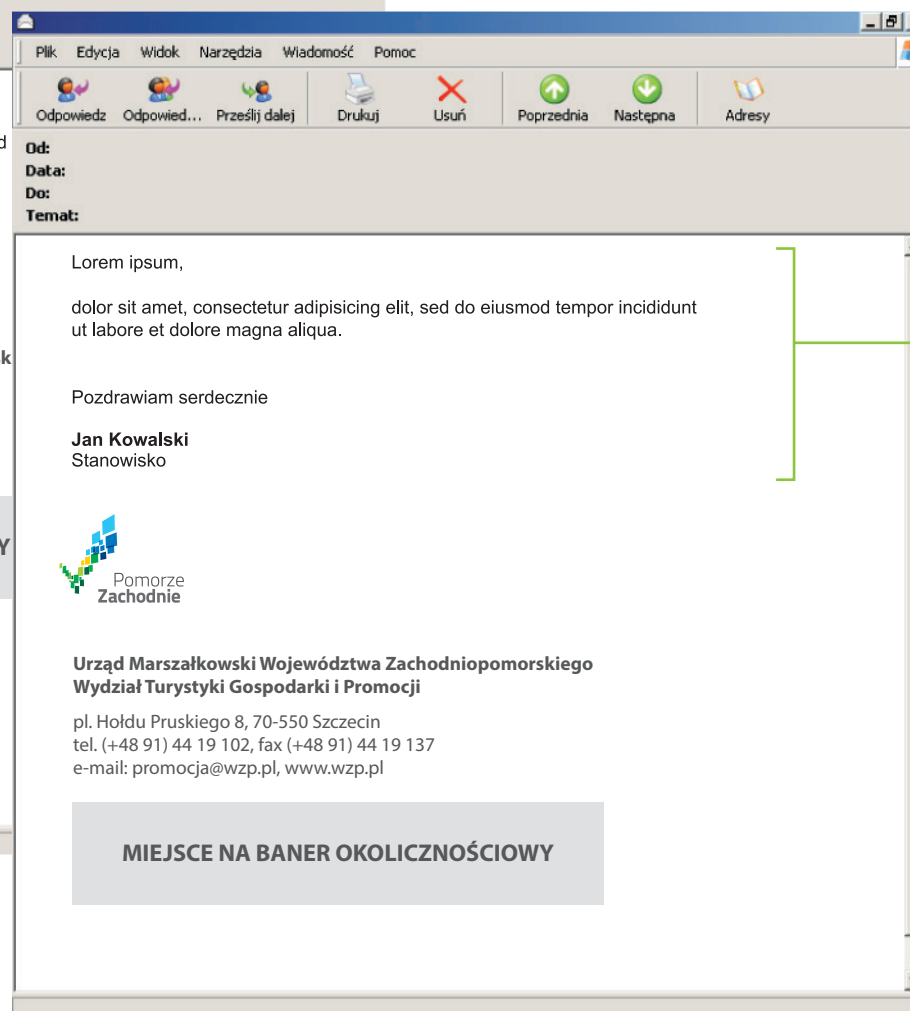 Plik Edycja Widok Narzędzia Wiadomość Pomoc
Odpowiedz Odpowied... Prześlij dalej Drukuj Usuń Poprzednia Następna Adresy
Od:
Data:
Do:
Temat:
Lorem ipsum,
dolor sit amet, consectetur adipisicing elit, sed do eiusmod tempor incididunt
ut labore et dolore magna aliqua.
Pozdrawiam serdecznie
Jan Kowalski
Stanowisko
Pomorze
Zachodnie
Urząd Marszałkowski Województwa Zachodniopomorskiego
Wydział Turystyki Gospodarki i Promocji
pl. Hołdu Pruskiego 8, 70-550 Szczecin
tel. (+48 91) 44 19 102, fax (+48 91) 44 19 137
e-mail: promocja@wzp.pl, www.wzp.pl
MIEJSCE NA BANER OKOLICZNOŚCIOWY